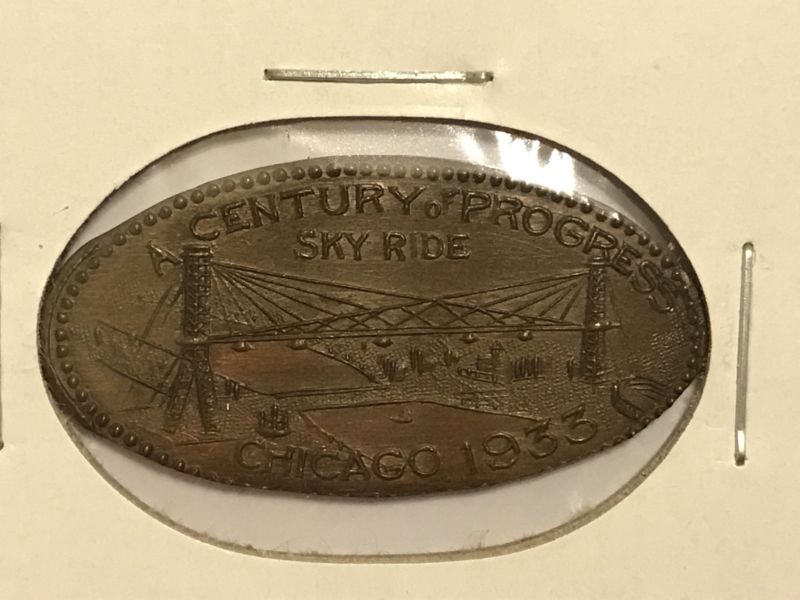 A CENTURY OF PROGRESS
SKY RIDE
CHICAGO 1933